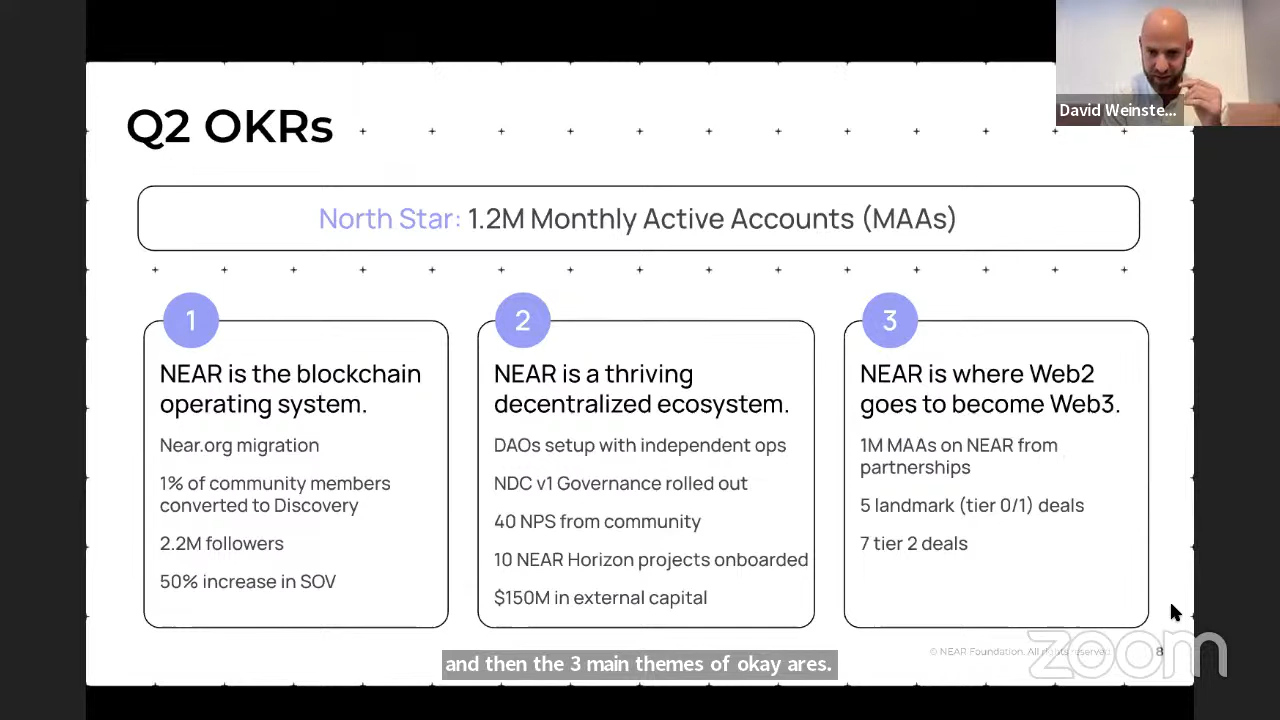 David Weinste...
Q2 OKRs
North Star: 1.2M Monthly Active Accounts (MAAs)
1
NEAR is the blockchain
operating system.
Near.org migration
1% of community members
converted to Discovery
2.2M followers
50% increase in SOV
2
NEAR is a thriving
decentralized ecosystem.
DAOs setup with independent ops
NDC v1 Governance rolled out
40 NPS from community
10 NEAR Horizon projects onboarded
$150M in external capital
3
NEAR is where Web2
goes to become Web3.
1M MAAs on NEAR from
partnerships
5 landmark (tier 0/1) deals
7 tier 2 deals
© NEAR Foundation. All rights reserved
8
zoom
and then the 3 main themes of okay ares.